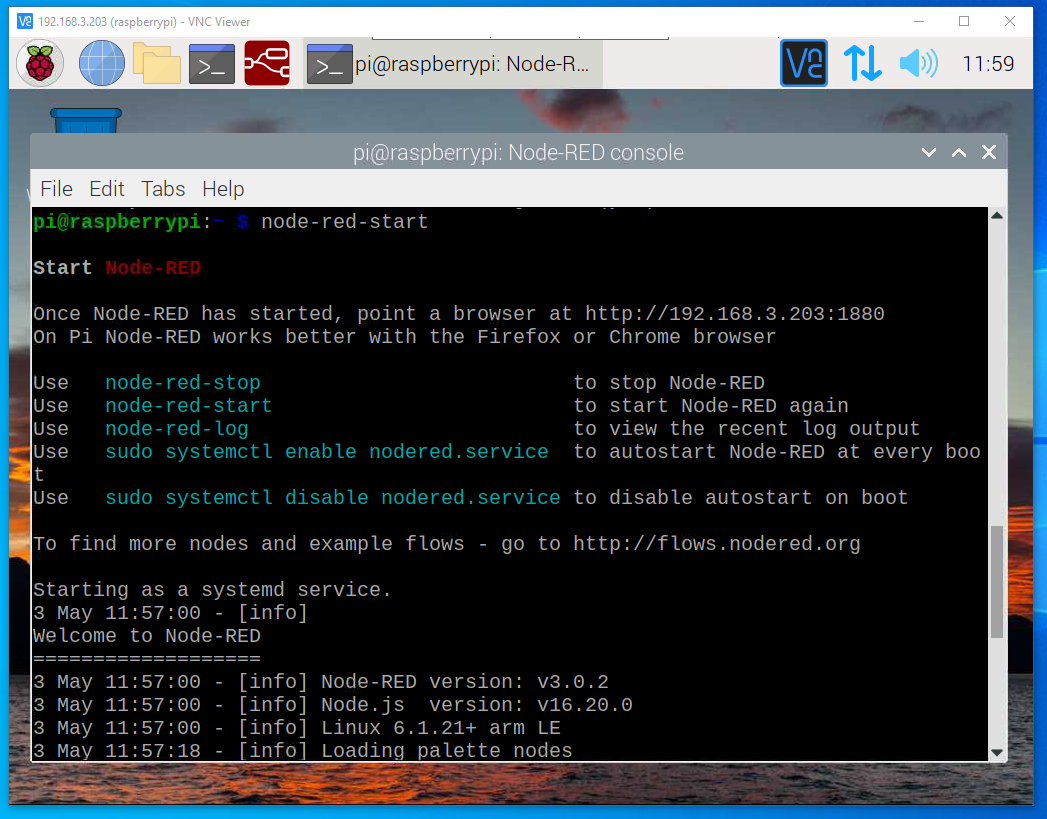 192.168.3.203 (raspberrypi) - VNC Viewer
pi@raspberrypi: Node-R...
11:59
pi@raspberrypi: Node-RED console
File Edit Tabs Help
pi@raspberrypi:~ $ node-red-start
Start Node-RED
Once Node-RED has started, point a browser at http://192.168.3.203:1880
On Pi Node-RED works better with the Firefox or Chrome browser
Use node-red-stop to stop Node-RED
Use node-red-start to start Node-RED again
Use node-red-log to view the recent log output
Use sudo systemctl enable nodered.service to autostart Node-RED at every boo
t
Use sudo systemctl disable nodered.service to disable autostart on boot
To find more nodes and example flows - go to http://flows.nodered.org
Starting as a systemd service.
3 May 11:57:00 - [info]
Welcome to Node-RED
===================
3 May 11:57:00 - [info] Node-RED version: v3.0.2
3 May 11:57:00 - [info] Node.js  version: v16.20.0
3 May 11:57:00 - [info] Linux 6.1.21+ arm LE
3 May 11:57:18 - [info] Loading palette nodes